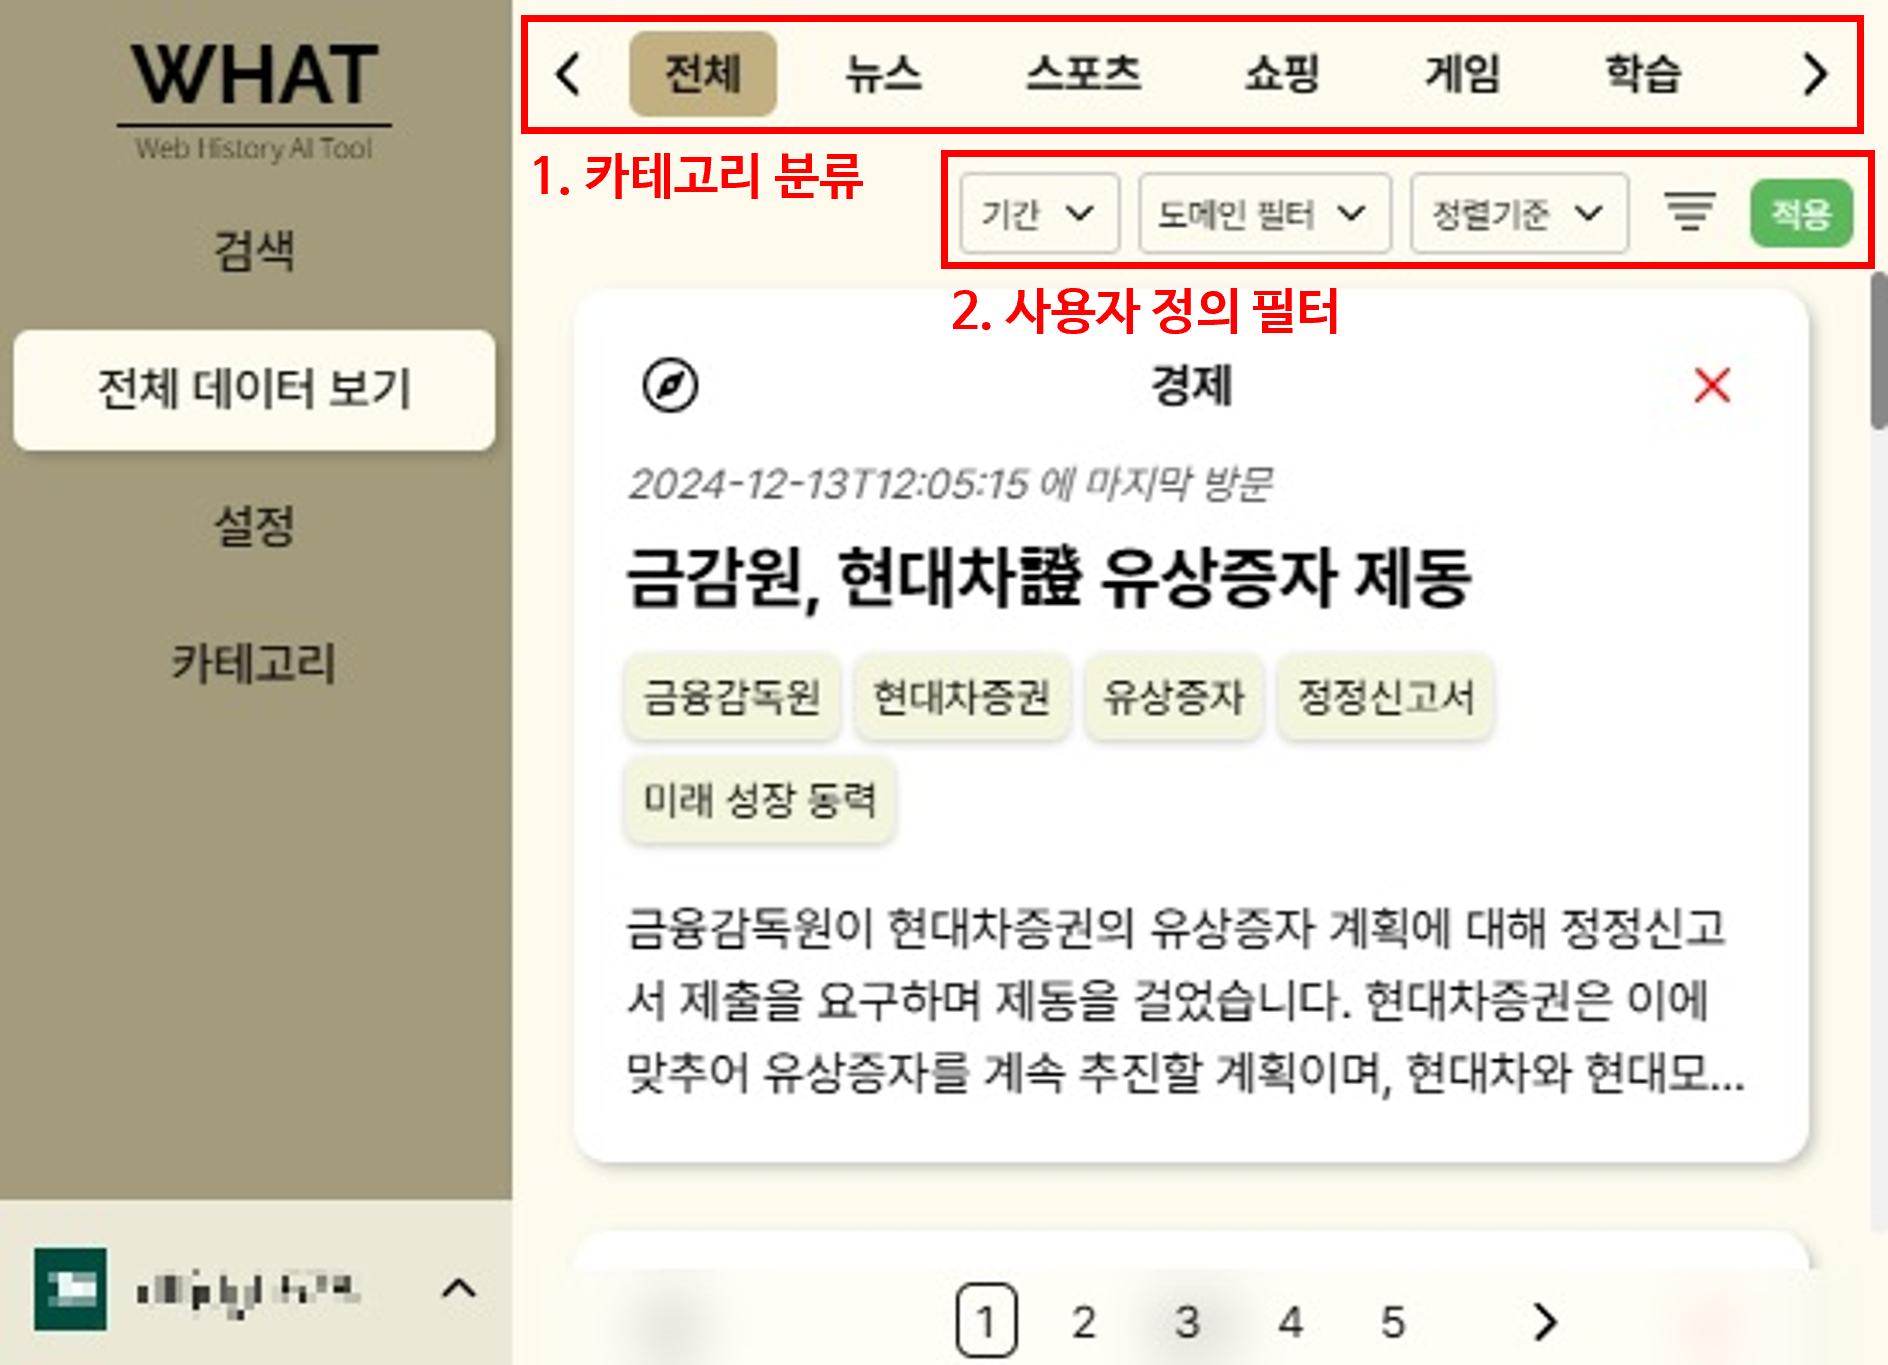 WHAT
Web History AI Tool
검색
전체 데이터 보기
설정
카테고리
전체 뉴스 스포츠 쇼핑 게임 학습
1. 카테고리 분류
기간 도메인 필터 정렬기준 적용
2. 사용자 정의 필터
경제
2024-12-13T12:05:15 에 마지막 방문
금감원, 현대차證 유상증자 제동
금융감독원 현대차증권 유상증자 정정신고서
미래 성장 동력
금융감독원이 현대차증권의 유상증자 계획에 대해 정정신고
서 제출을 요구하며 제동을 걸었습니다. 현대차증권은 이에
맞추어 유상증자를 계속 추진할 계획이며, 현대차와 현대모...
1 2 3 4 5